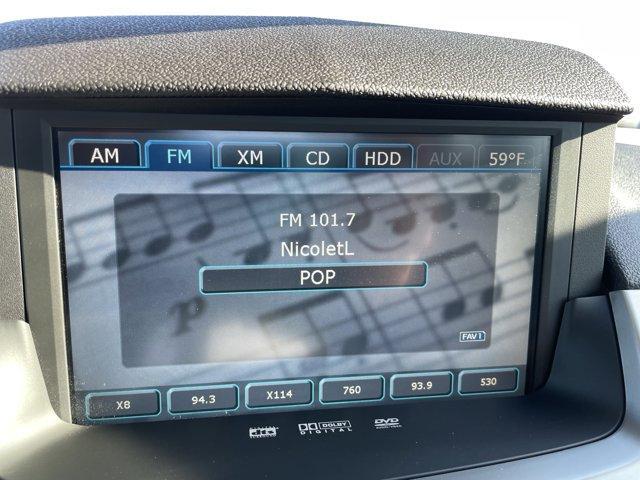 AM FM XM CD HDD AUX 59°F
FM 101.7
NicoletL
POP
FAV1
X8 94.3 X114 760 93.9 530
DOLBY DVD
DIGITAL